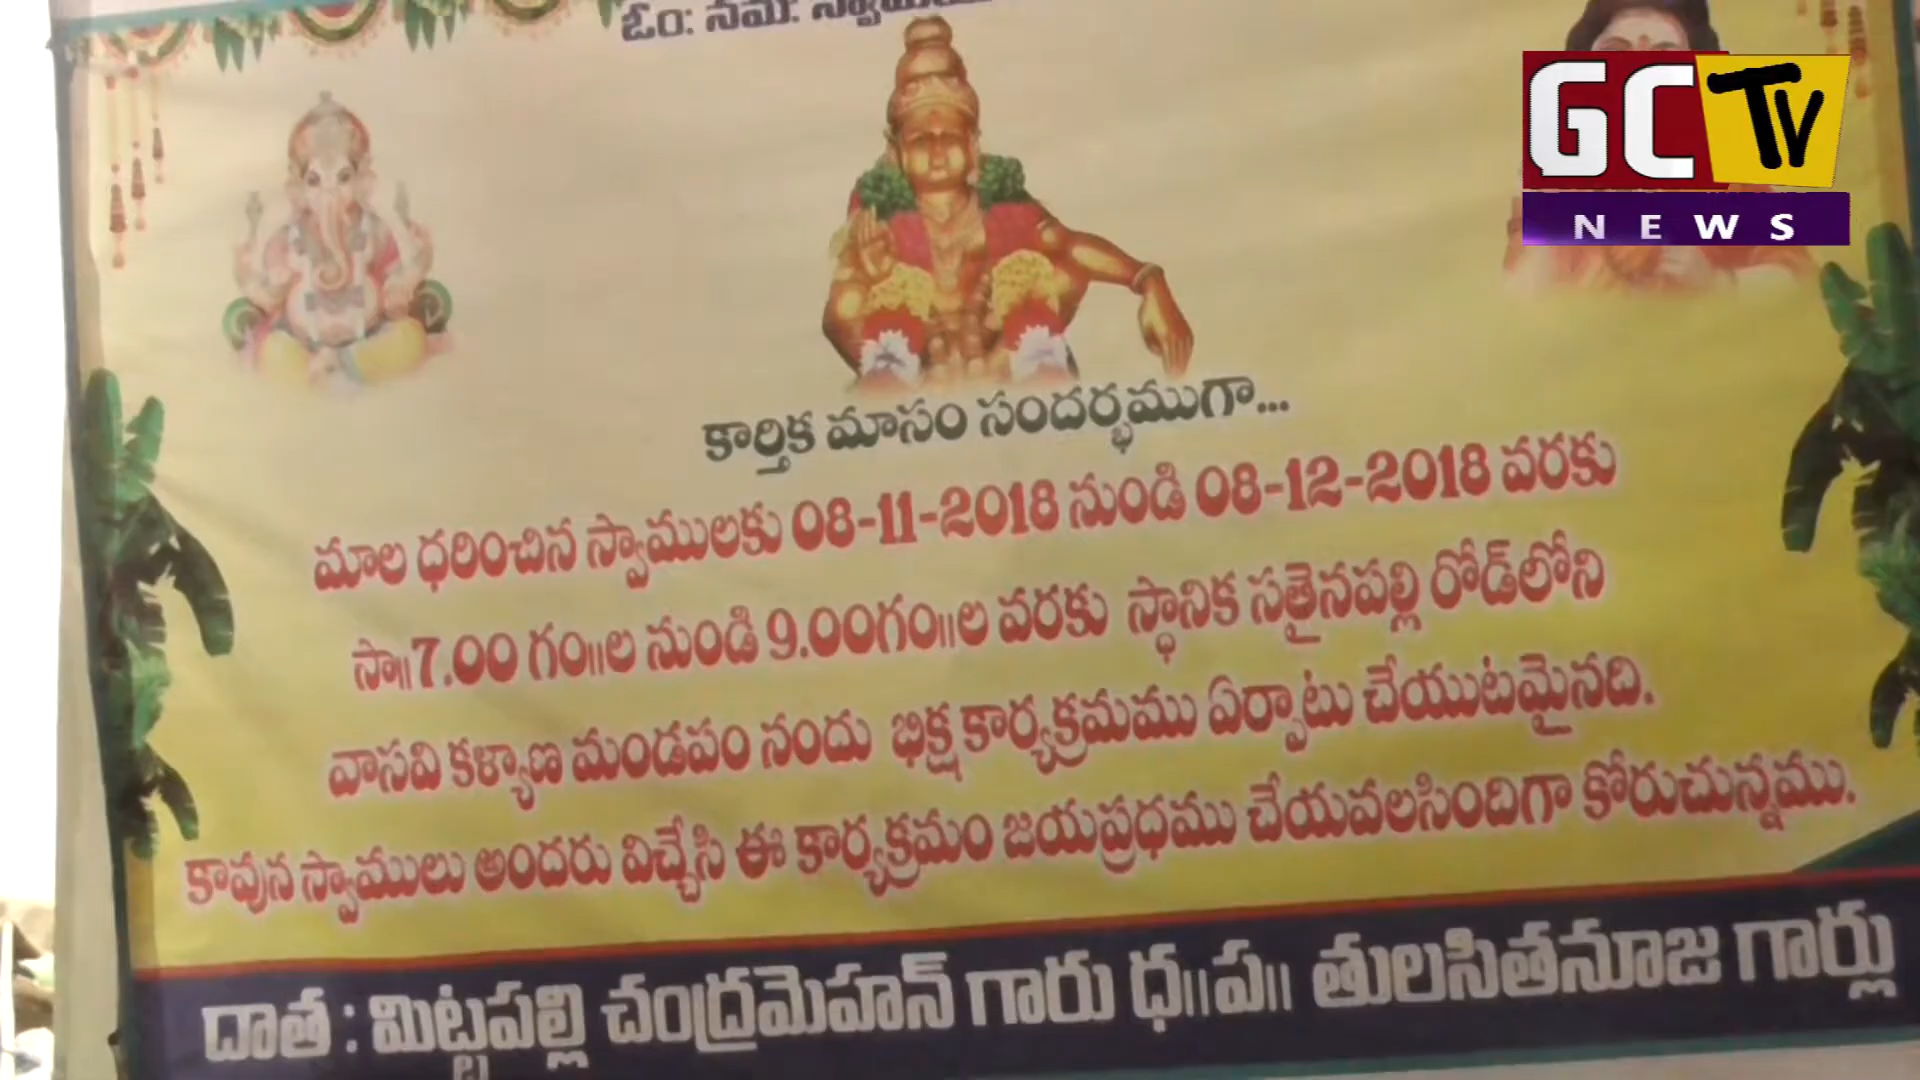 ఓం: నమ:
GC TV
NEWS
కార్తిక మాసం సందర్భముగా...
మాల ధరించిన స్వాములకు 08-11-2018 నుండి 08-12-2018 వరకు
సా॥7.00 గం॥ల నుండి 9.00గం॥ల వరకు స్థానిక సతైనపల్లి రోడ్‌లోని
వాసవి కళ్యాణ మండపం నందు భిక్ష కార్యక్రమము ఏర్పాటు చేయుటమైనది.
కావున స్వాములు అందరు విచ్చేసి ఈ కార్యక్రమం జయప్రధము చేయవలసిందిగా కోరుచున్నము.
దాత : మిట్టపల్లి చంద్రమెహన్ గారు ధ॥ప॥ తులసితనూజ గార్లు